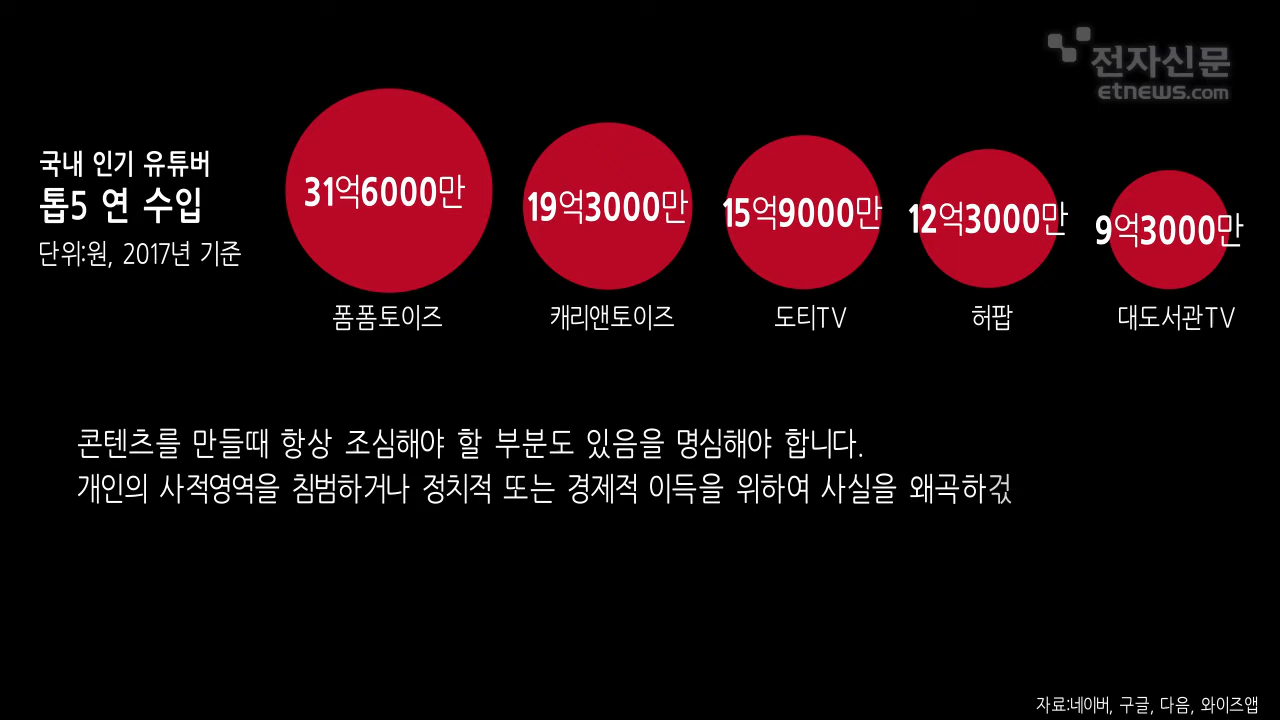 전자신문
etnews.com
국내 인기 유튜버
톱5 연 수입
단위:원, 2017년 기준
31억6000만
19억3000만
15억9000만
12억3000만
9억3000만
폼폼토이즈
캐리앤토이즈
도티TV
허팝
대도서관TV
콘텐츠를 만들때 항상 조심해야 할 부분도 있음을 명심해야 합니다.
개인의 사적영역을 침범하거나 정치적 또는 경제적 이득을 위하여 사실을 왜곡하겄
자료:네이버, 구글, 다음, 와이즈앱